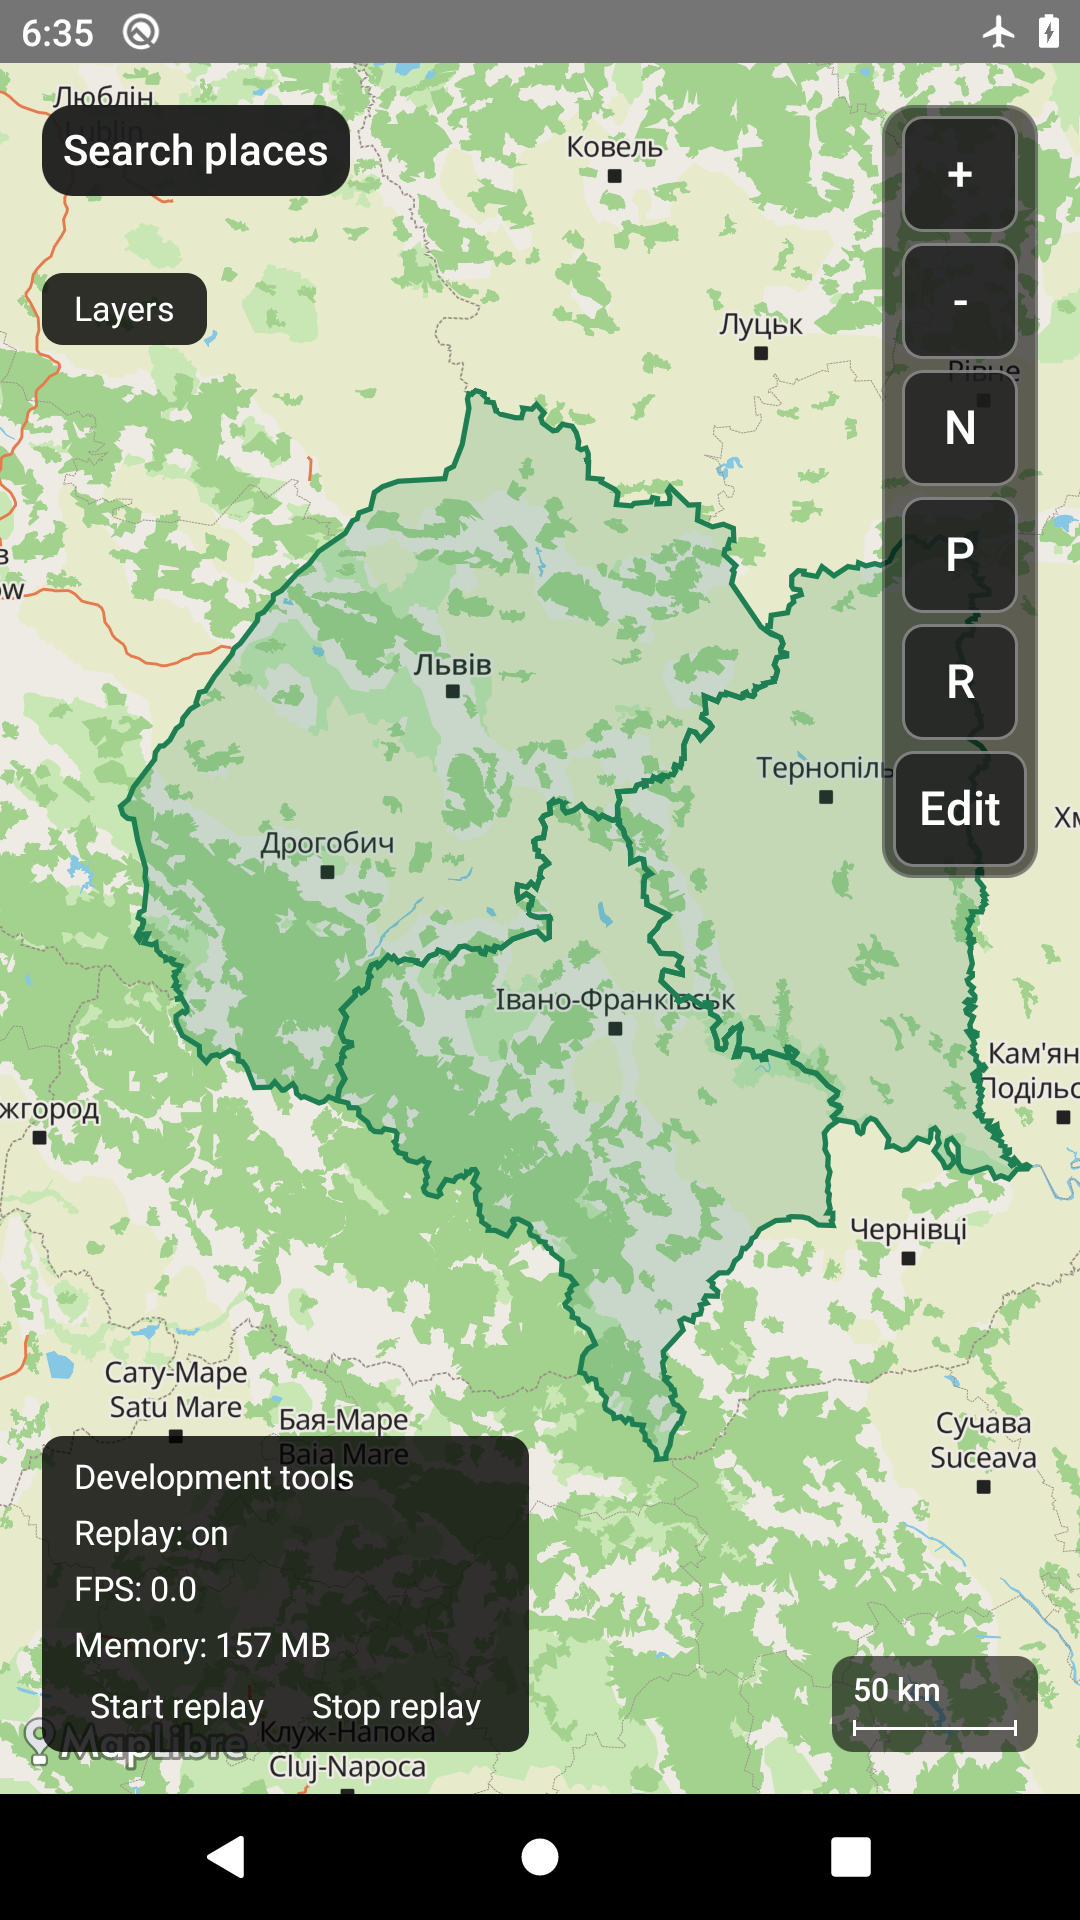 6:35
Люблін
Lublin
Search places
Ковель
+
-
Layers
Луцьк
Рівне
N
P
R
Львів
Тернопіль
Edit
Дрогобич
Івано-Франківськ
Кам'ян
Подільс
жгород
Чернівці
Сату-Маре
Satu Mare
Бая-Маре
Baia Mare
Сучава
Suceava
Development tools
Replay: on
FPS: 0.0
Memory: 157 MB
50 km
Start replay Stop replay
MapLibre
Клуж-Напока
Cluj-Napoca